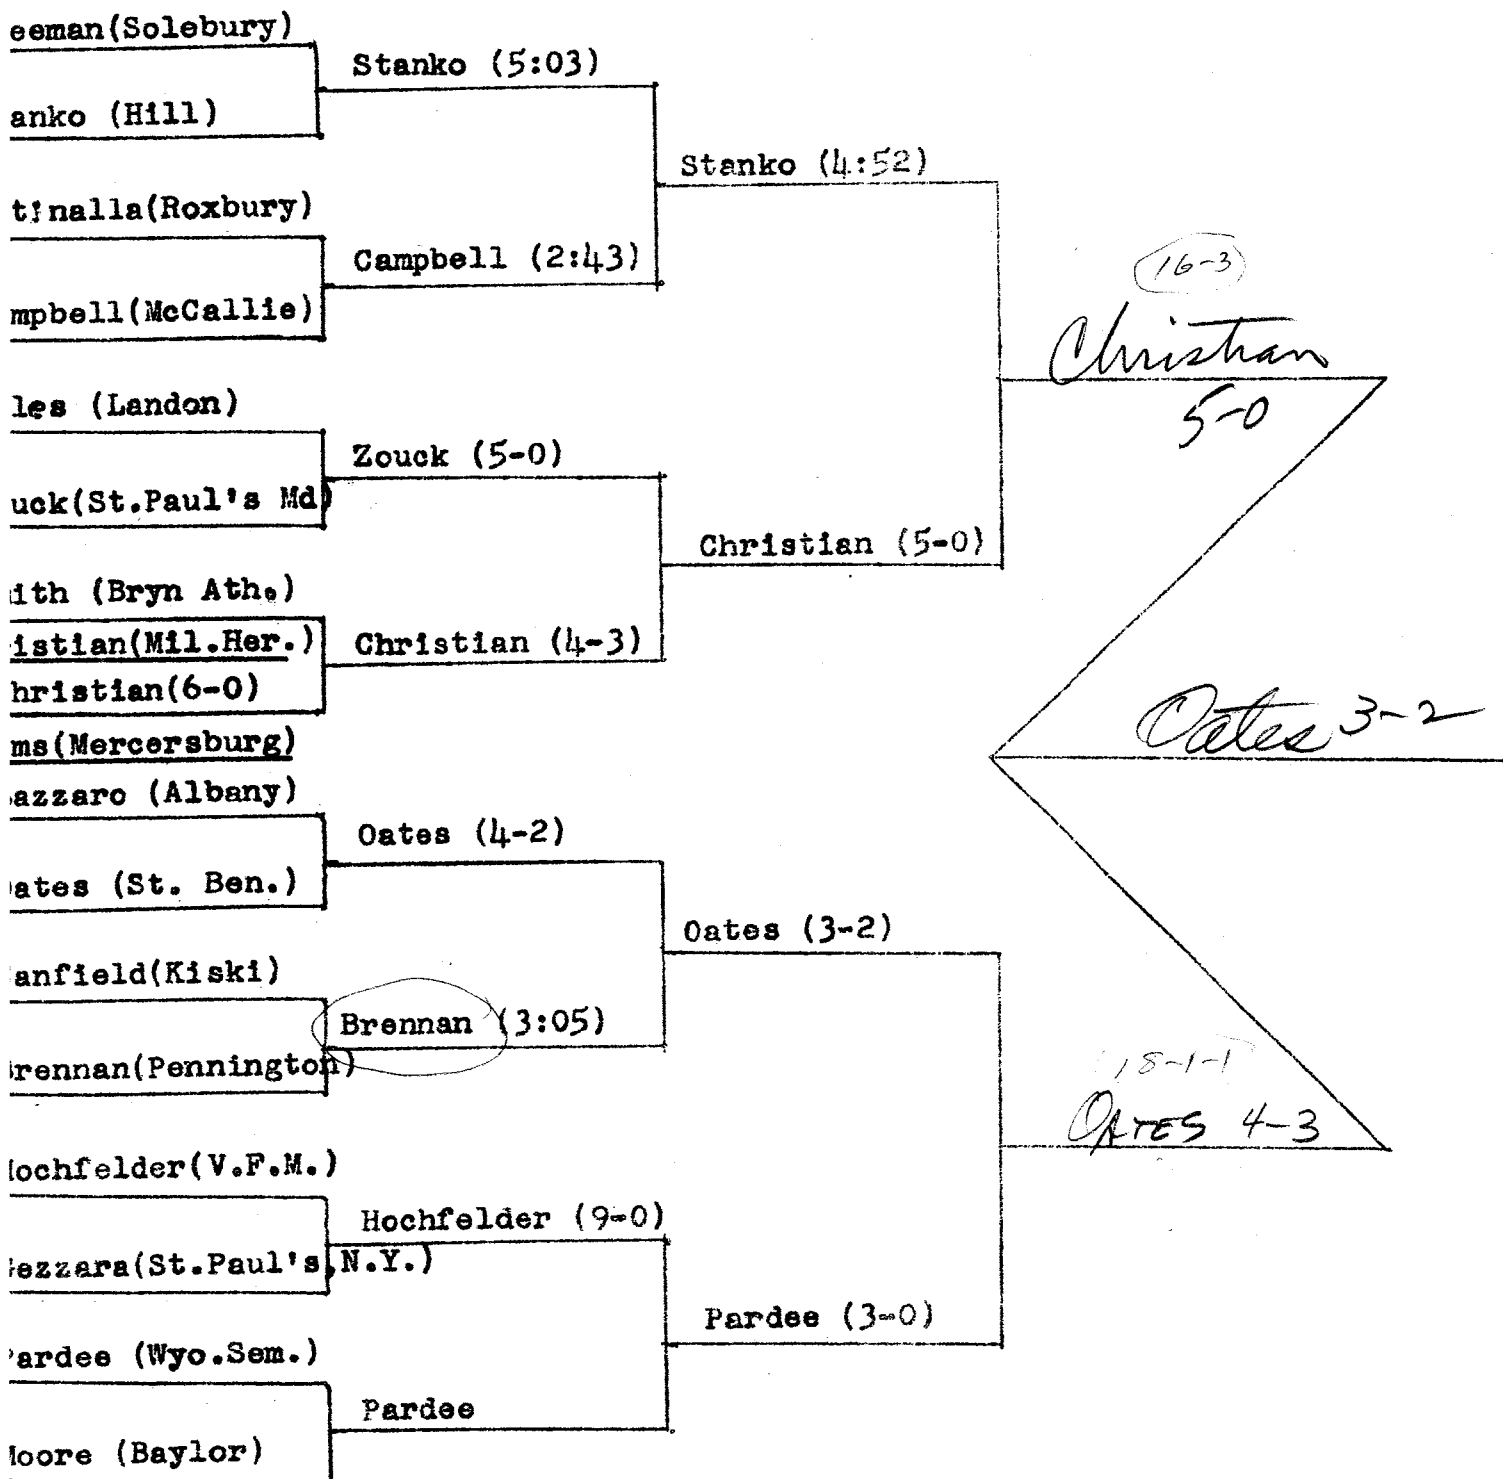 eeman(Solebury)
Stanko (5:03)
anko (Hill)
Stanko (4:52)
tinalla(Roxbury)
Campbell (2:43)
mpbell(McCallie)
16-3
Christian
5-0
les (Landon)
Zouck (5-0)
uck(St.Paul's Md)
Christian (5-0)
ith (Bryn Ath.)
istian(Mil.Her.)
Christian (4-3)
hristian(6-0)
ms(Mercersburg)
Oates 3-2
azzaro (Albany)
Oates (4-2)
ates (St. Ben.)
Oates (3-2)
anfield(Kiski)
Brennan (3:05)
rennan(Pennington)
18-1-1
OATES 4-3
ochfelder(V.F.M.)
Hochfelder (9-0)
ezzara(St.Paul's,N.Y.)
Pardee (3-0)
ardee (Wyo.Sem.)
Pardee
Moore (Baylor)